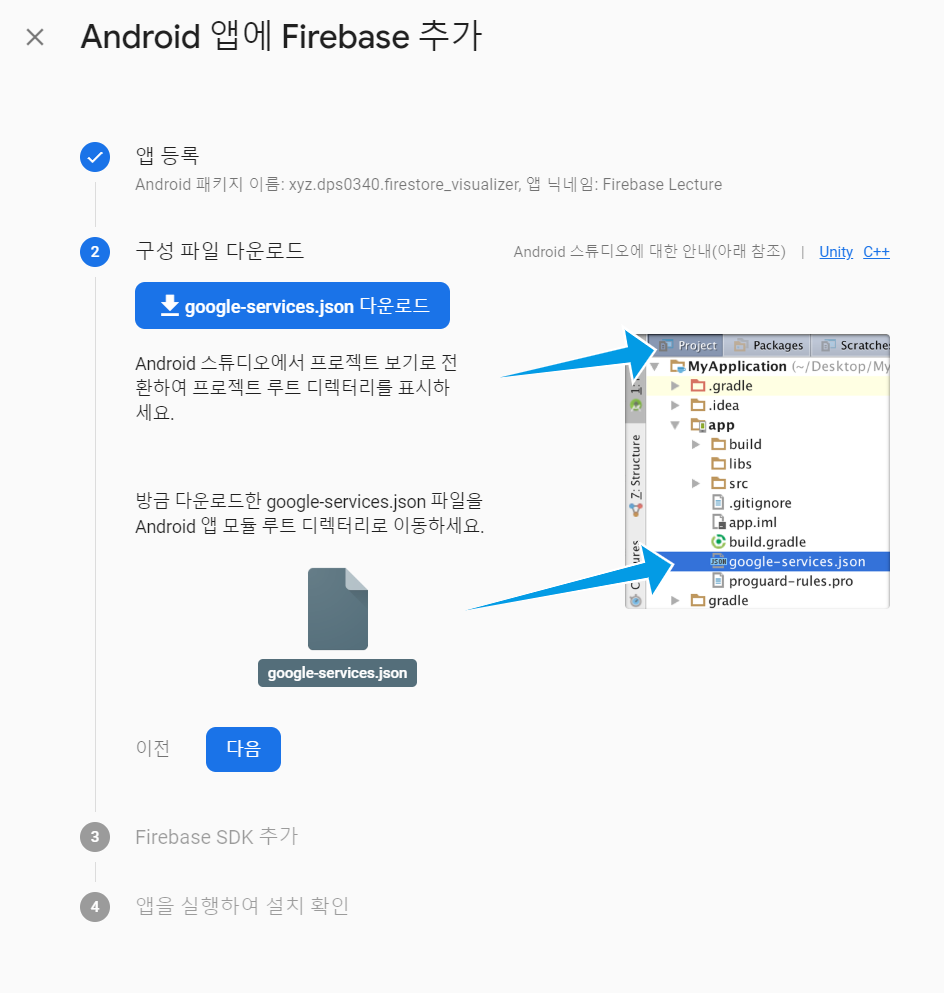 Android 앱에 Firebase 추가
앱 등록
Android 패키지 이름: xyz.dps0340.firestore_visualizer, 앱 닉네임: Firebase Lecture
2
구성 파일 다운로드
Android 스튜디오에 대한 안내(아래 참조) | Unity C++
google-services.json 다운로드
Android 스튜디오에서 프로젝트 보기로 전
환하여 프로젝트 루트 디렉터리를 표시하
세요.
방금 다운로드한 google-services.json 파일을
Android 앱 모듈 루트 디렉터리로 이동하세요.
google-services.json
Project Packages Scratches
MyApplication (~/Desktop/My
.gradle
.idea
app
build
libs
src
.gitignore
app.iml
build.gradle
google-services.json
proguard-rules.pro
gradle
1:
7: Structure
이전
다음
3
Firebase SDK 추가
4
앱을 실행하여 설치 확인